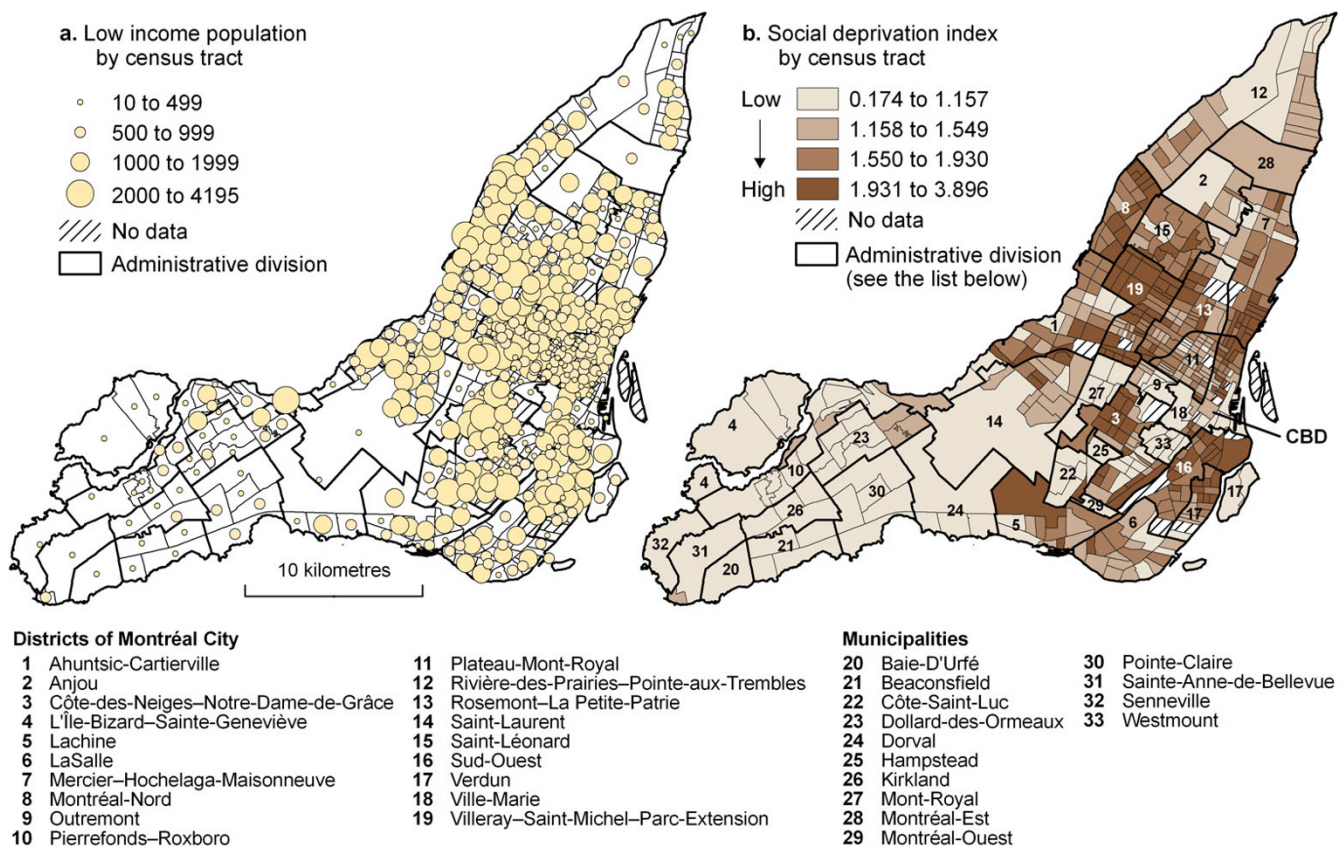 a. Low income population
by census tract
10 to 499
500 to 999
1000 to 1999
2000 to 4195
No data
Administrative division
10 kilometres
b. Social deprivation index
by census tract
Low
High
0.174 to 1.157
1.158 to 1.549
1.550 to 1.930
1.931 to 3.896
No data
Administrative division
(see the list below)
12
28
2
7
8
15
19
13
1
11
9
27
18
CBD
14
3
33
4
23
25
16
10
22
4
30
29
17
17
26
24
5
6
32
31
21
20
Districts of Montréal City
1 Ahuntsic-Cartierville
2 Anjou
3 Côte-des-Neiges–Notre-Dame-de-Grâce
4 L'Île-Bizard–Sainte-Geneviève
5 Lachine
6 LaSalle
7 Mercier–Hochelaga-Maisonneuve
8 Montréal-Nord
9 Outremont
10 Pierrefonds–Roxboro
11 Plateau-Mont-Royal
12 Rivière-des-Prairies–Pointe-aux-Trembles
13 Rosemont–La Petite-Patrie
14 Saint-Laurent
15 Saint-Léonard
16 Sud-Ouest
17 Verdun
18 Ville-Marie
19 Villeray–Saint-Michel–Parc-Extension
Municipalities
20 Baie-D'Urfé
21 Beaconsfield
22 Côte-Saint-Luc
23 Dollard-des-Ormeaux
24 Dorval
25 Hampstead
26 Kirkland
27 Mont-Royal
28 Montréal-Est
29 Montréal-Ouest
30 Pointe-Claire
31 Sainte-Anne-de-Bellevue
32 Senneville
33 Westmount